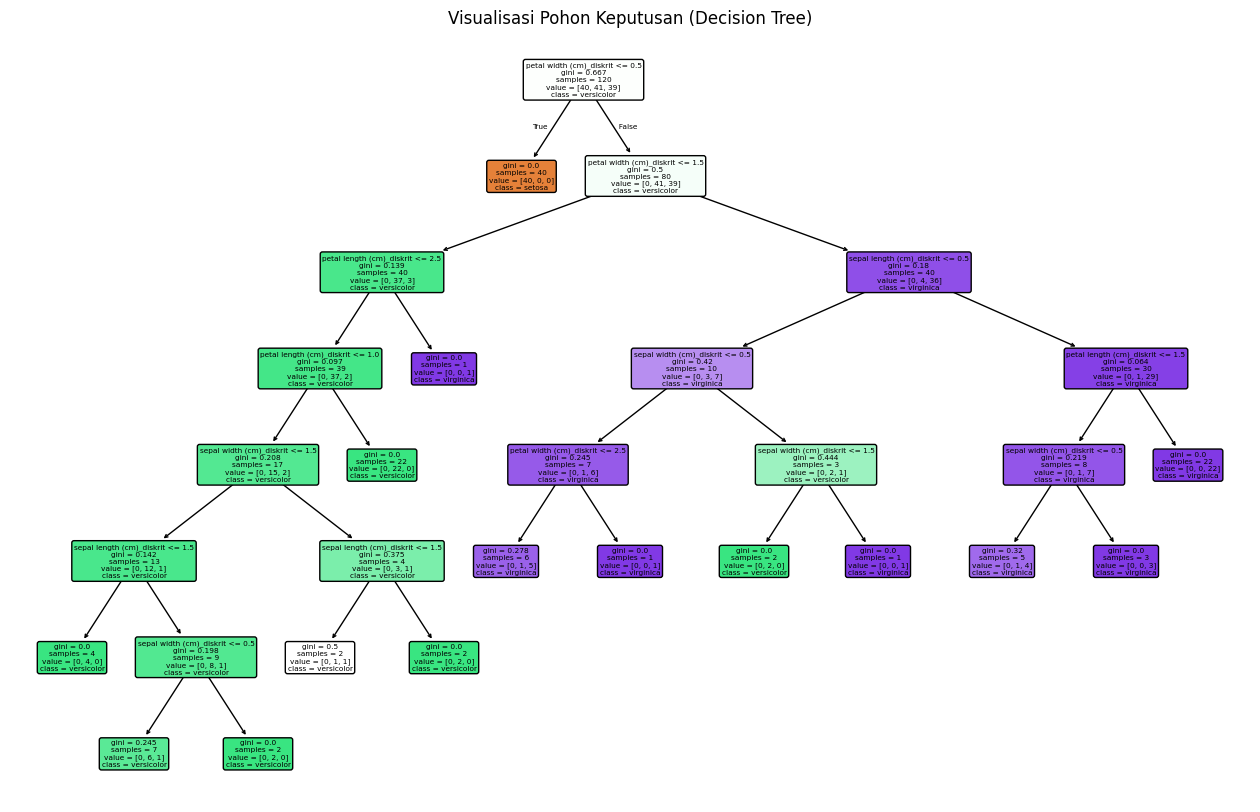 Visualisasi Pohon Keputusan (Decision Tree)
petal width (cm)_diskrit <= 0.5
gini = 0.667
samples = 120
value = [40, 41, 39]
class = versicolor
True
False
gini = 0.0
samples = 40
value = [40, 0, 0]
class = setosa
petal width (cm)_diskrit <= 1.5
gini = 0.5
samples = 80
value = [0, 41, 39]
class = versicolor
petal length (cm)_diskrit <= 2.5
gini = 0.139
samples = 40
value = [0, 37, 3]
class = versicolor
sepal length (cm)_diskrit <= 0.5
gini = 0.18
samples = 40
value = [0, 4, 36]
class = virginica
petal length (cm)_diskrit <= 1.0
gini = 0.097
samples = 39
value = [0, 37, 2]
class = versicolor
gini = 0.0
samples = 1
value = [0, 0, 1]
class = virginica
sepal width (cm)_diskrit <= 0.5
gini = 0.42
samples = 10
value = [0, 3, 7]
class = virginica
petal length (cm)_diskrit <= 1.5
gini = 0.064
samples = 30
value = [0, 1, 29]
class = virginica
sepal width (cm)_diskrit <= 1.5
gini = 0.208
samples = 17
value = [0, 15, 2]
class = versicolor
gini = 0.0
samples = 22
value = [0, 22, 0]
class = versicolor
petal width (cm)_diskrit <= 2.5
gini = 0.245
samples = 7
value = [0, 1, 6]
class = virginica
sepal width (cm)_diskrit <= 1.5
gini = 0.444
samples = 3
value = [0, 2, 1]
class = versicolor
sepal width (cm)_diskrit <= 0.5
gini = 0.219
samples = 8
value = [0, 1, 7]
class = virginica
gini = 0.0
samples = 22
value = [0, 0, 22]
class = virginica
sepal length (cm)_diskrit <= 1.5
gini = 0.142
samples = 13
value = [0, 12, 1]
class = versicolor
sepal length (cm)_diskrit <= 1.5
gini = 0.375
samples = 4
value = [0, 3, 1]
class = versicolor
gini = 0.278
samples = 6
value = [0, 1, 5]
class = virginica
gini = 0.0
samples = 1
value = [0, 0, 1]
class = virginica
gini = 0.0
samples = 2
value = [0, 2, 0]
class = versicolor
gini = 0.0
samples = 1
value = [0, 0, 1]
class = virginica
gini = 0.32
samples = 5
value = [0, 1, 4]
class = virginica
gini = 0.0
samples = 3
value = [0, 0, 3]
class = virginica
gini = 0.0
samples = 4
value = [0, 4, 0]
class = versicolor
sepal width (cm)_diskrit <= 0.5
gini = 0.198
samples = 9
value = [0, 8, 1]
class = versicolor
gini = 0.5
samples = 2
value = [0, 1, 1]
class = versicolor
gini = 0.0
samples = 2
value = [0, 2, 0]
class = versicolor
gini = 0.245
samples = 7
value = [0, 6, 1]
class = versicolor
gini = 0.0
samples = 2
value = [0, 2, 0]
class = versicolor